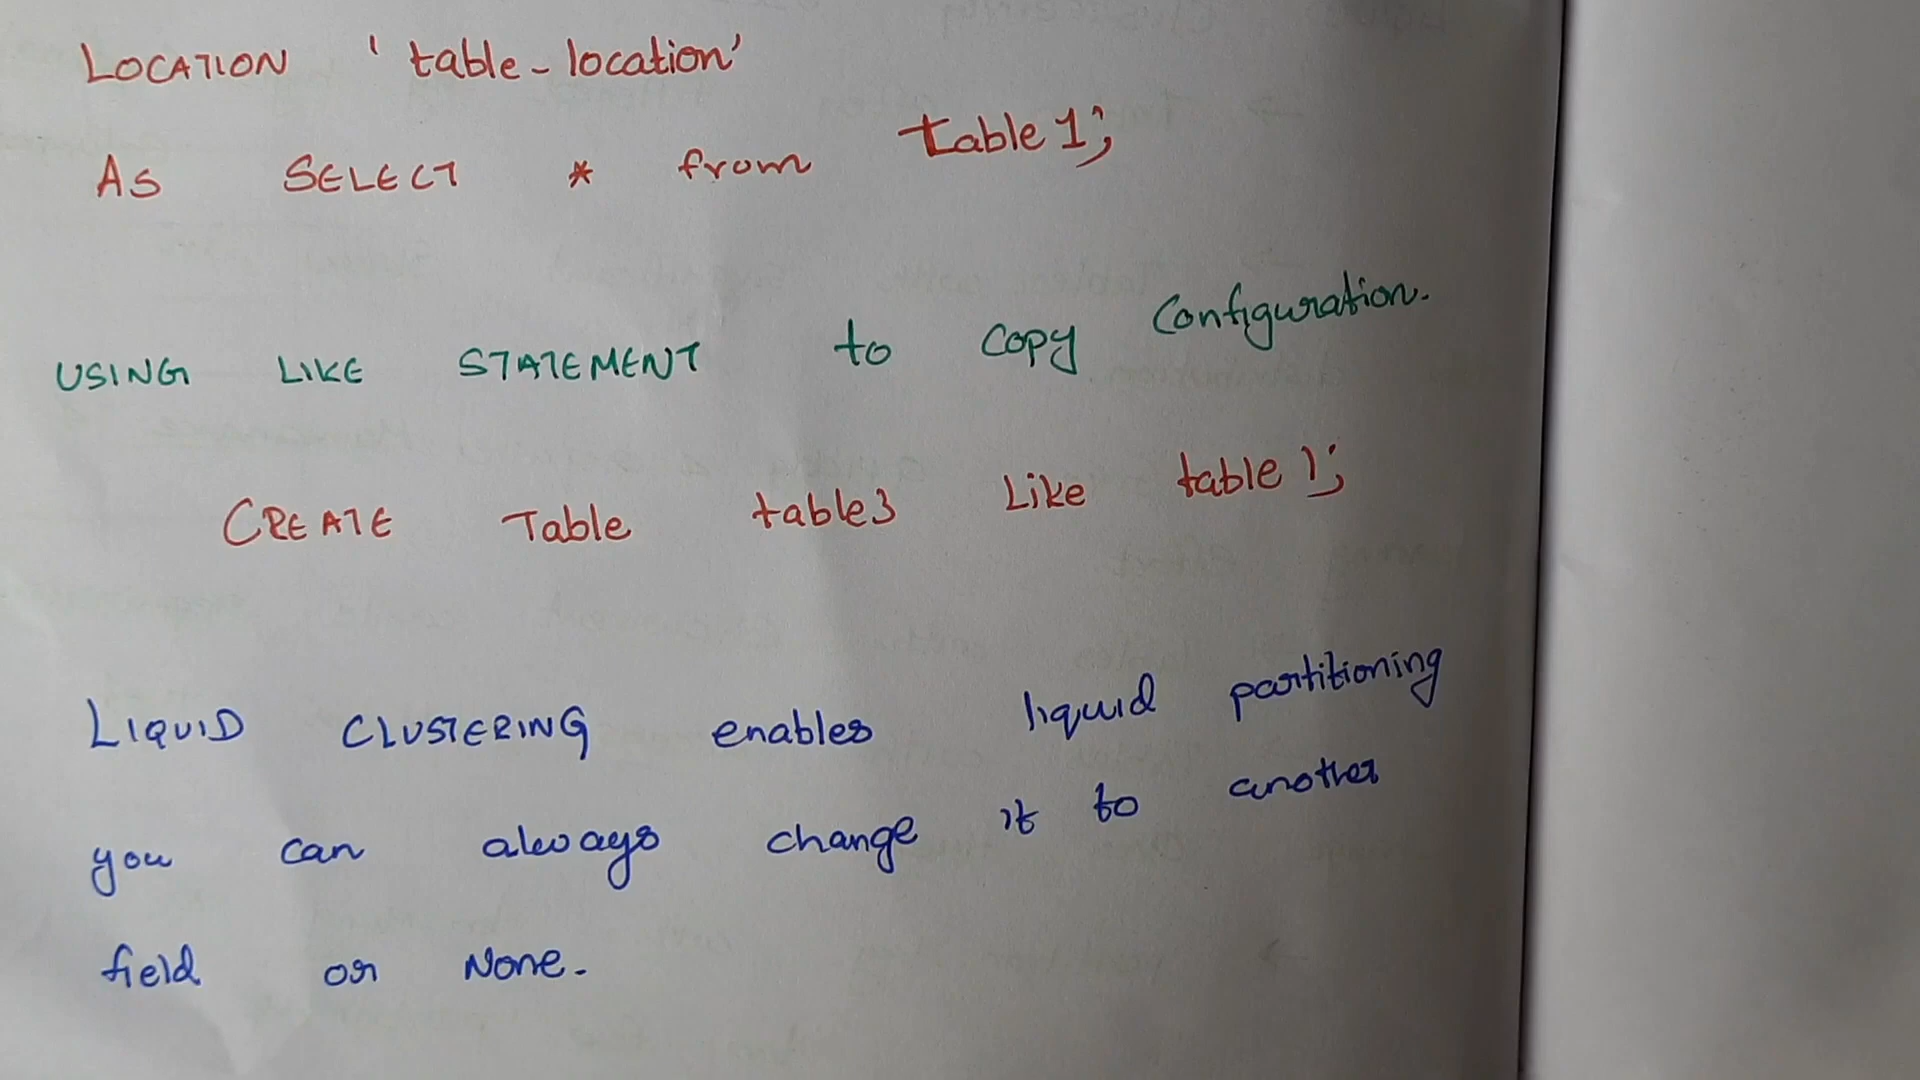 LOCATION 'table-location'
AS SELECT * from table1;
USING LIKE STATEMENT to copy Configuration.
CREATE Table table3 Like table1;
LIQUID CLUSTERING enables liquid partitioning
you can always change it to another
field or None.